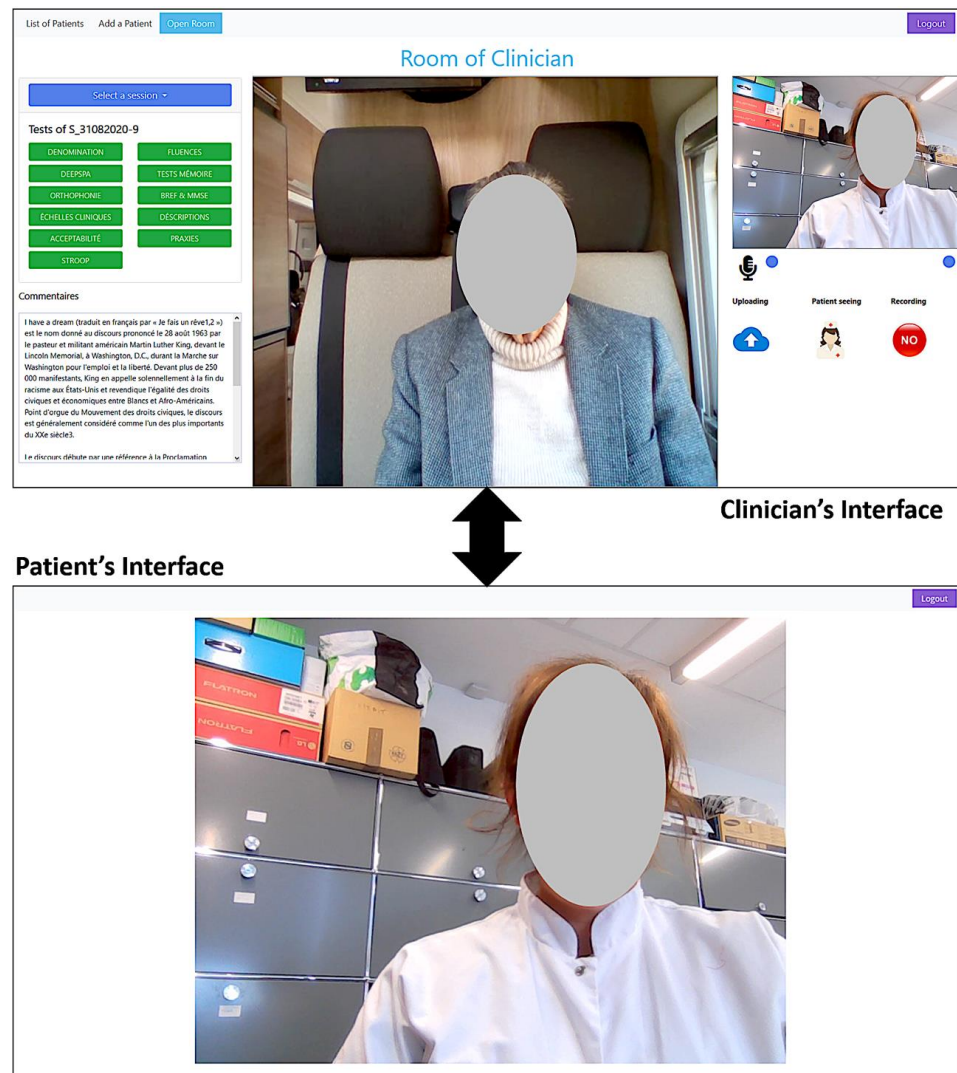 List of Patients Add a Patient Open Room Logout
Room of Clinician
Select a session
Tests of S_31082020-9
DENOMINATION FLUENCES
DEEPSPA TESTS MÉMOIRE
ORTHOPHONIE BREF & MMSE
ÉCHELLES CLINIQUES DÉSCRIPTIONS
ACCEPTABILITÉ PRAXIES
STROOP
Commentaires
I have a dream (traduit en français par « Je fais un rêve1,2 »)
est le nom donné au discours prononcé le 28 août 1963 par
le pasteur et militant américain Martin Luther King, devant le
Lincoln Memorial, à Washington, D.C., durant la Marche sur
Washington pour l'emploi et la liberté. Devant plus de 250
000 manifestants, King en appelle solennellement à la fin du
racisme aux États-Unis et revendique l'égalité des droits
civiques et économiques entre Blancs et Afro-Américains.
Point d'orgue du Mouvement des droits civiques, le discours
est généralement considéré comme l'un des plus importants
du XXe siècle3.
Le discours débute par une référence à la Proclamation
Uploading Patient seeing Recording
NO
Clinician's Interface
Patient's Interface
Logout
FLATRON
FLATRON
LG